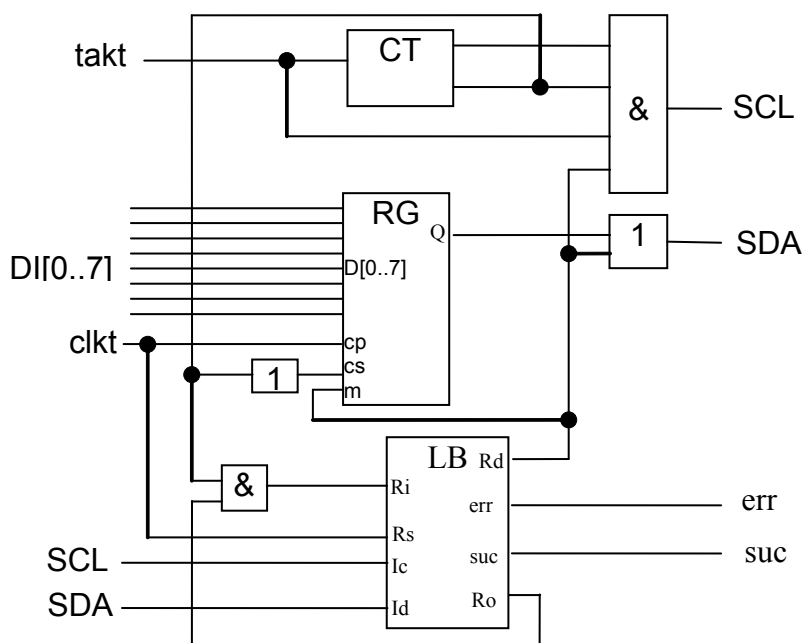 takt
CT
&
SCL
RG
Q
1
SDA
D[0..7]
DI[0..7]
clkt
cp
cs
1
m
LB
Rd
&
Ri
err
err
Rs
suc
suc
SCL
Ic
SDA
Id
Ro